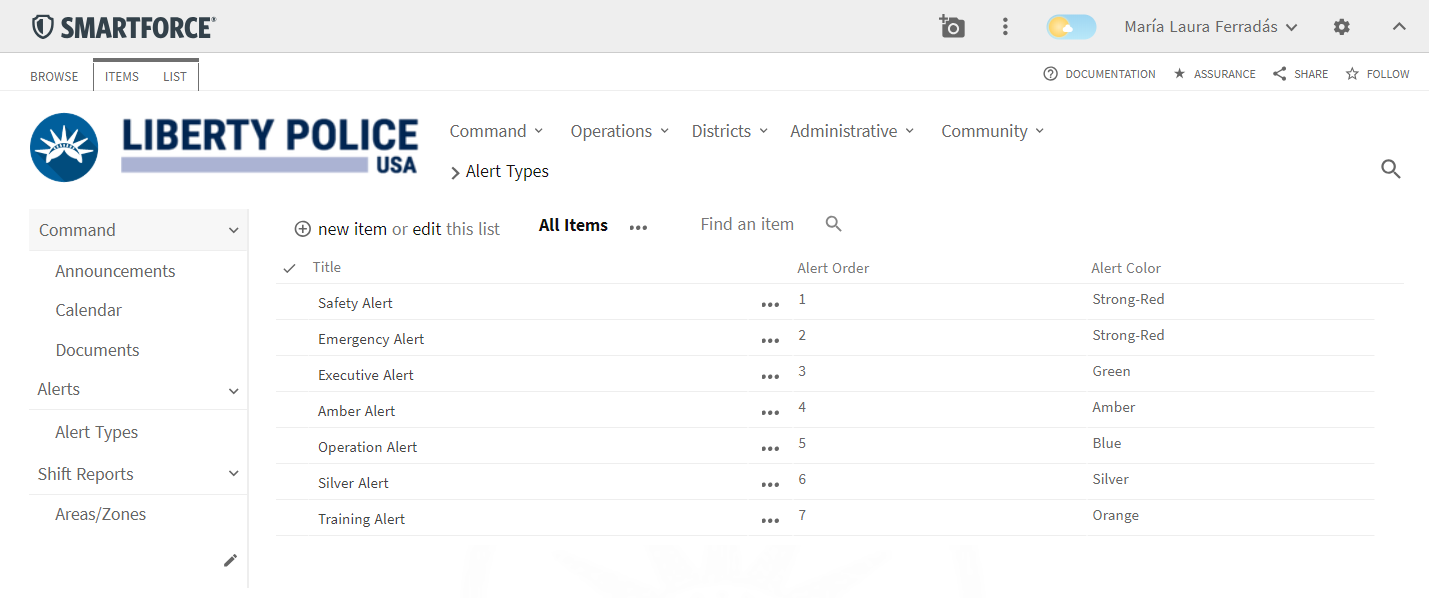 SMARTFORCE®
María Laura Ferradás
BROWSE ITEMS LIST
DOCUMENTATION ASSURANCE SHARE FOLLOW
LIBERTY POLICE
USA
Command Operations Districts Administrative Community
Alert Types
Command
Announcements
Calendar
Documents
Alerts
Alert Types
Shift Reports
Areas/Zones
new item or edit this list All Items ... Find an item
Title Alert Order Alert Color
Safety Alert ... 1 Strong-Red
Emergency Alert ... 2 Strong-Red
Executive Alert ... 3 Green
Amber Alert ... 4 Amber
Operation Alert ... 5 Blue
Silver Alert ... 6 Silver
Training Alert ... 7 Orange